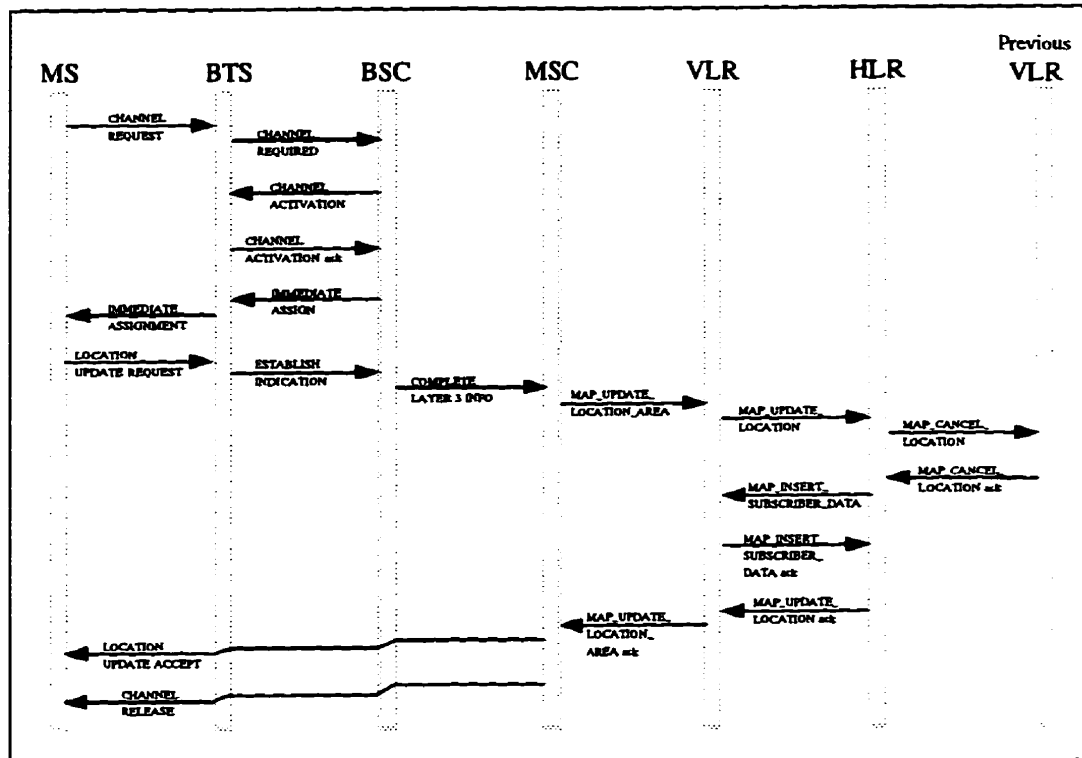 Previous
MS BTS BSC MSC VLR HLR VLR
CHANNEL
REQUEST
CHANNEL
REQUIRED
CHANNEL
ACTIVATION
CHANNEL
ACTIVATION ack
IMMEDIATE
ASSIGN
IMMEDIATE
ASSIGNMENT
LOCATION
UPDATE REQUEST
ESTABLISH
INDICATION
COMPLETE
LAYER 3 INFO
MAP_UPDATE_
LOCATION_AREA
MAP_UPDATE_
LOCATION
MAP_CANCEL_
LOCATION
MAP_CANCEL_
LOCATION ack
MAP_INSERT_
SUBSCRIBER_DATA
MAP_INSERT
SUBSCRIBER_
DATA ack
MAP_UPDATE_
LOCATION ack
MAP_UPDATE_
LOCATION_
AREA ack
LOCATION
UPDATE ACCEPT
CHANNEL
RELEASE